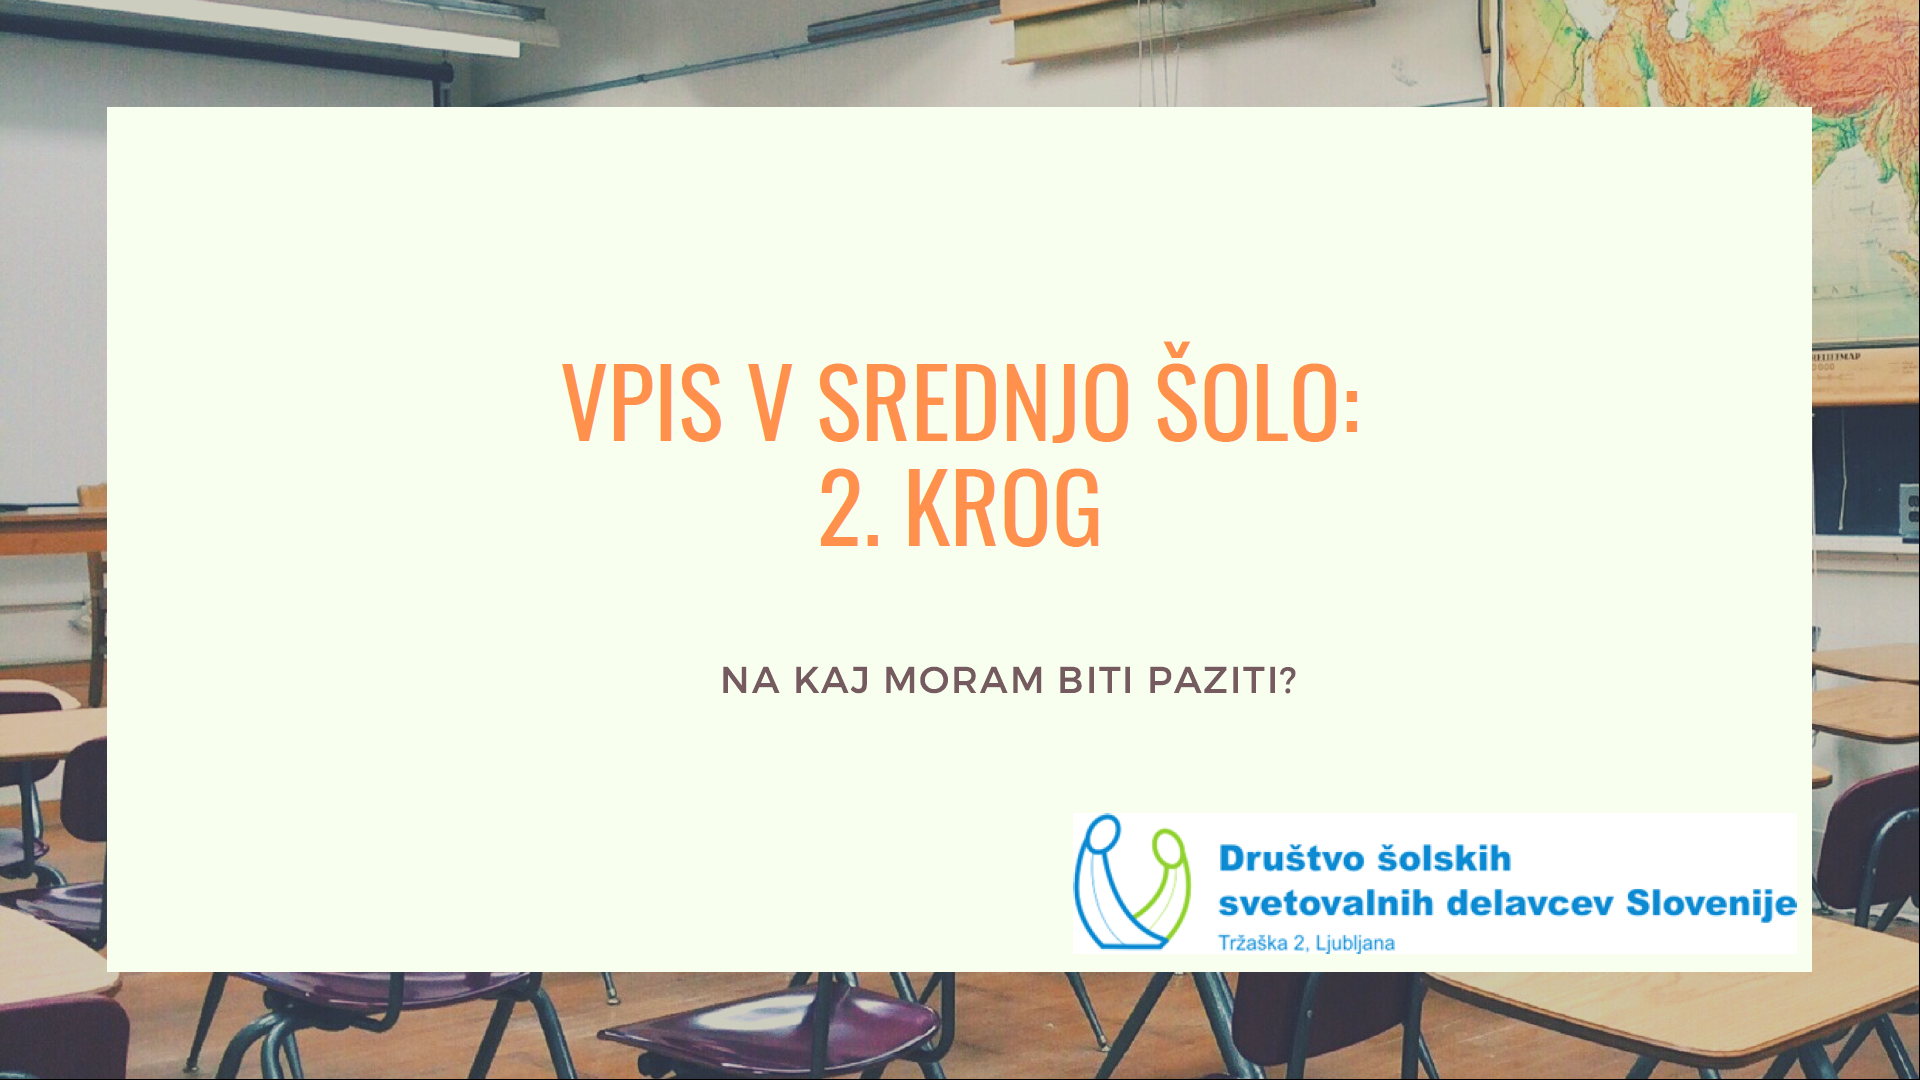 VPIS V SREDNJO ŠOLO:
2. KROG
NA KAJ MORAM BITI PAZITI?
Društvo šolskih
svetovalnih delavcev Slovenije
Tržaška 2, Ljubljana